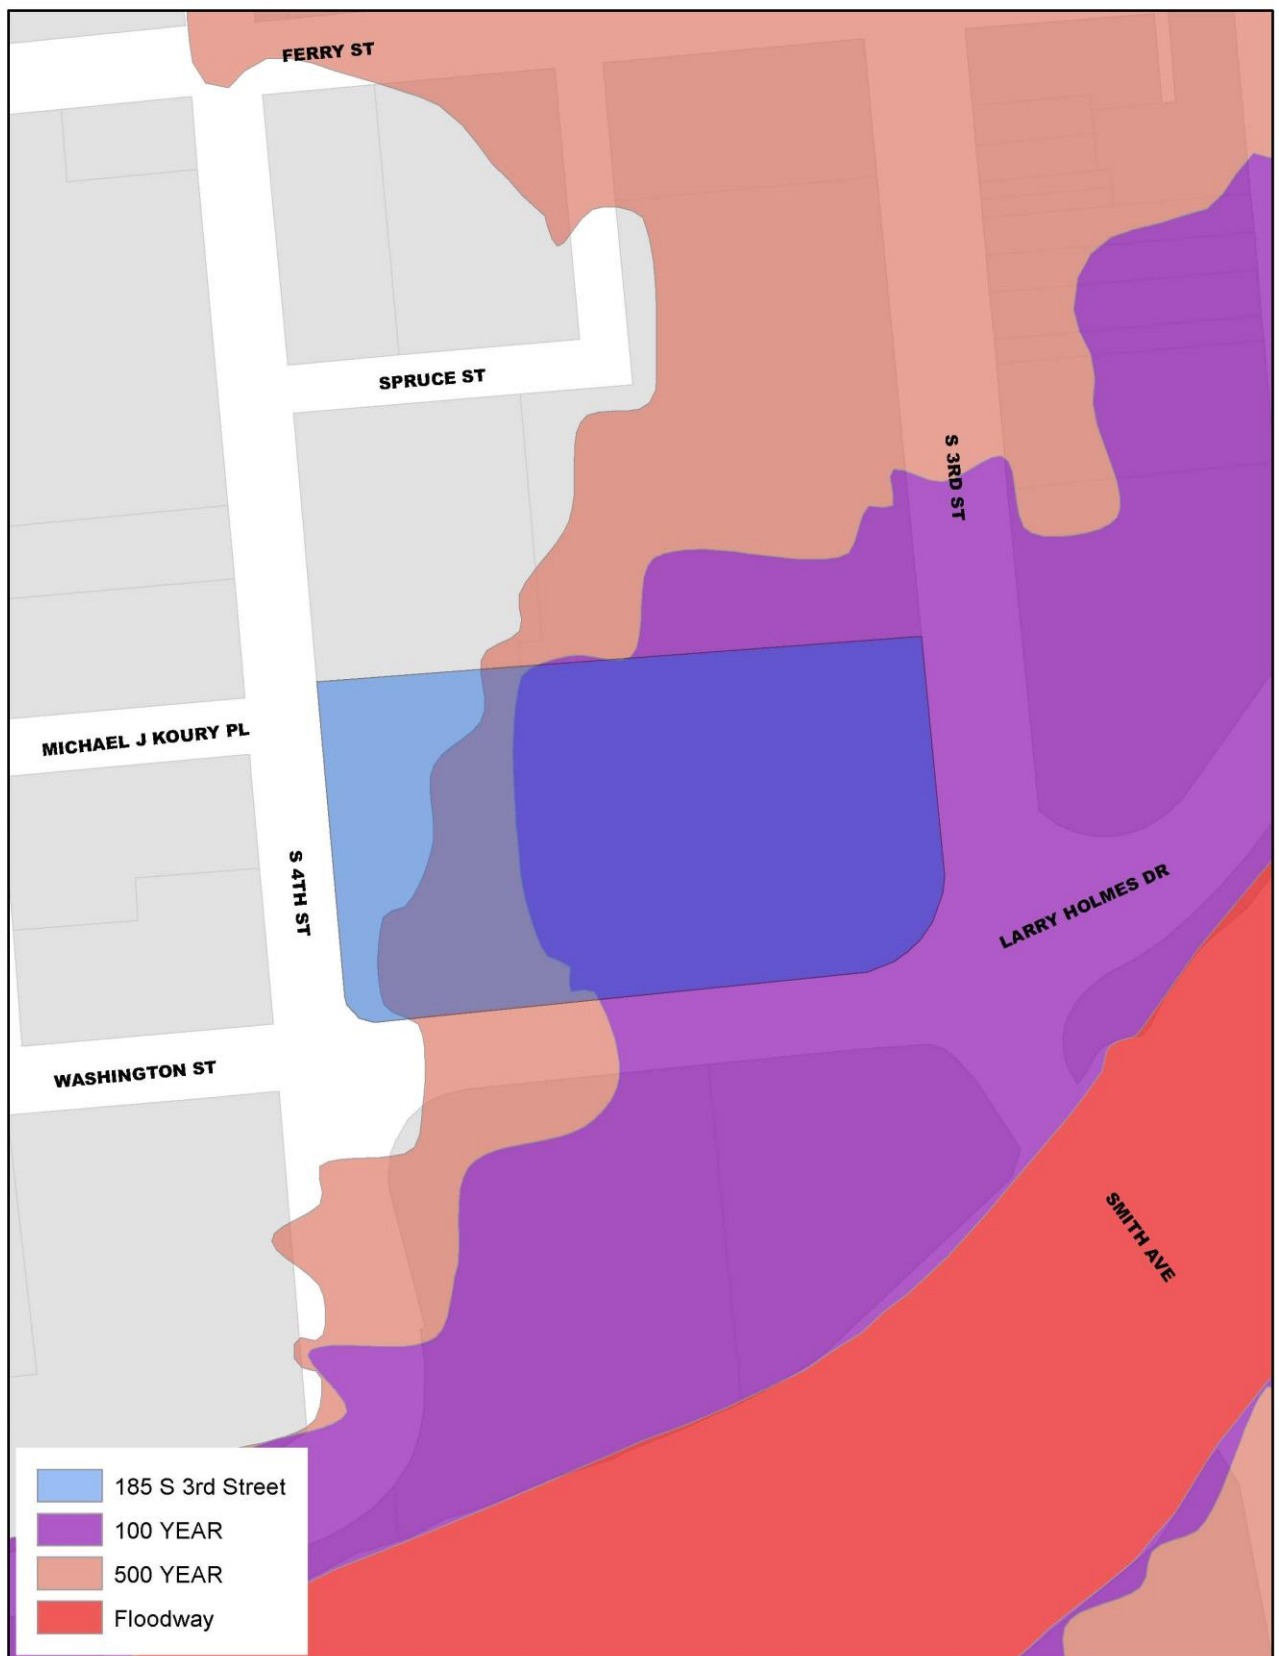 FERRY ST
SPRUCE ST
S 3RD ST
MICHAEL J KOURY PL
S 4TH ST
LARRY HOLMES DR
WASHINGTON ST
SMITH AVE
185 S 3rd Street
100 YEAR
500 YEAR
Floodway